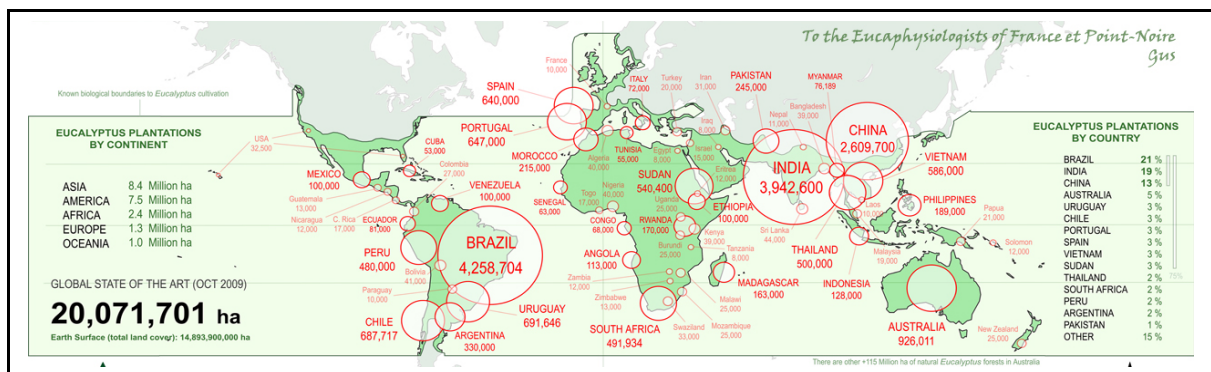 To the Eucaphysiologists of France et Point-Noire
Gus
Known biological boundaries to Eucalyptus cultivation
EUCALYPTUS PLANTATIONS
BY CONTINENT
ASIA 8.4 Million ha
AMERICA 7.5 Million ha
AFRICA 2.4 Million ha
EUROPE 1.3 Million ha
OCEANIA 1.0 Million ha
GLOBAL STATE OF THE ART (OCT 2009)
20,071,701 ha
Earth Surface (total land cover): 14,893,900,000 ha
USA
32,500
MEXICO
100,000
CUBA
53,000
Colombia
27,000
VENEZUELA
100,000
Guatemala
13,000
Nicaragua
12,000
C. Rica
17,000
ECUADOR
81,000
PERU
480,000
BRAZIL
4,258,704
Bolivia
41,000
Paraguay
10,000
CHILE
687,717
URUGUAY
691,646
ARGENTINA
330,000
France
10,000
SPAIN
640,000
PORTUGAL
647,000
MOROCCO
215,000
ITALY
72,000
Turkey
20,000
Iran
31,000
PAKISTAN
245,000
MYANMAR
76,189
Bangladesh
39,000
Nepal
11,000
Iraq
8,000
Israel
15,000
Egypt
8,000
TUNISIA
55,000
Algeria
40,000
Eritrea
12,000
SUDAN
540,400
Nigeria
40,000
Togo
17,000
SENEGAL
63,000
Uganda
25,000
ETHIOPIA
100,000
CONGO
68,000
RWANDA
170,000
Kenya
39,000
Burundi
25,000
Tanzania
8,000
ANGOLA
113,000
Zambia
12,000
MADAGASCAR
163,000
Zimbabwe
13,000
Malawi
25,000
Mozambique
25,000
Swaziland
33,000
SOUTH AFRICA
491,934
CHINA
2,609,700
INDIA
3,942,600
VIETNAM
586,000
Laos
10,000
PHILIPPINES
189,000
Sri Lanka
44,000
THAILAND
500,000
Malaysia
19,000
INDONESIA
128,000
Papua
21,000
Solomon
12,000
AUSTRALIA
926,011
New Zealand
25,000
There are other +115 Million ha of natural Eucalyptus forests in Australia
EUCALYPTUS PLANTATIONS
BY COUNTRY
BRAZIL 21 %
INDIA 19 %
CHINA 13 %
AUSTRALIA 5 %
URUGUAY 3 %
CHILE 3 %
PORTUGAL 3 %
SPAIN 3 %
VIETNAM 3 %
SUDAN 3 %
THAILAND 2 %
SOUTH AFRICA 2 %
PERU 2 %
ARGENTINA 2 %
PAKISTAN 1 %
OTHER 15 %
75%